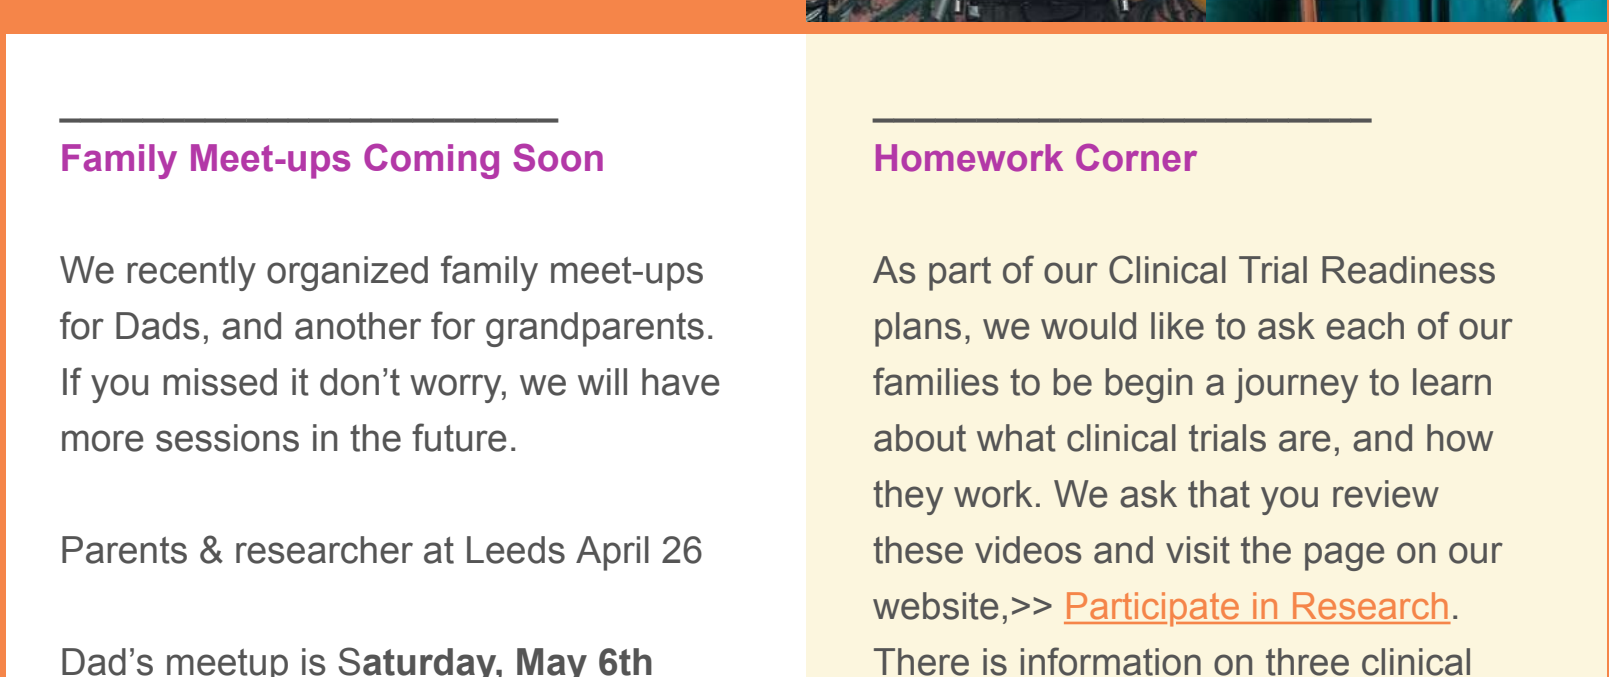 Family Meet-ups Coming Soon
We recently organized family meet-ups
for Dads, and another for grandparents.
If you missed it don’t worry, we will have
more sessions in the future.
Parents & researcher at Leeds April 26
Dad’s meetup is Saturday, May 6th
Homework Corner
As part of our Clinical Trial Readiness
plans, we would like to ask each of our
families to be begin a journey to learn
about what clinical trials are, and how
they work. We ask that you review
these videos and visit the page on our
website,>> Participate in Research.
There is information on three clinical